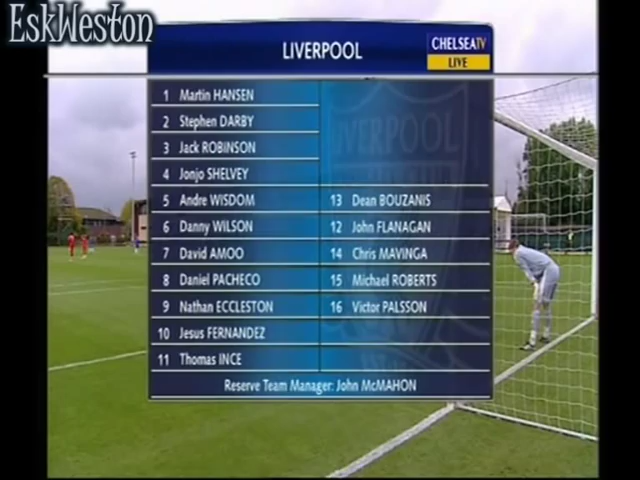 EskWeston
LIVERPOOL
CHELSEATV
LIVE
1 Martin HANSEN
2 Stephen DARBY
3 Jack ROBINSON
4 Jonjo SHELVEY
5 Andre WISDOM
6 Danny WILSON
7 David AMOO
8 Daniel PACHECO
9 Nathan ECCLESTON
10 Jesus FERNANDEZ
11 Thomas INCE
13 Dean BOUZANIS
12 John FLANAGAN
14 Chris MAVINGA
15 Michael ROBERTS
16 Victor PALSSON
Reserve Team Manager: John McMAHON
LIVERPOOL